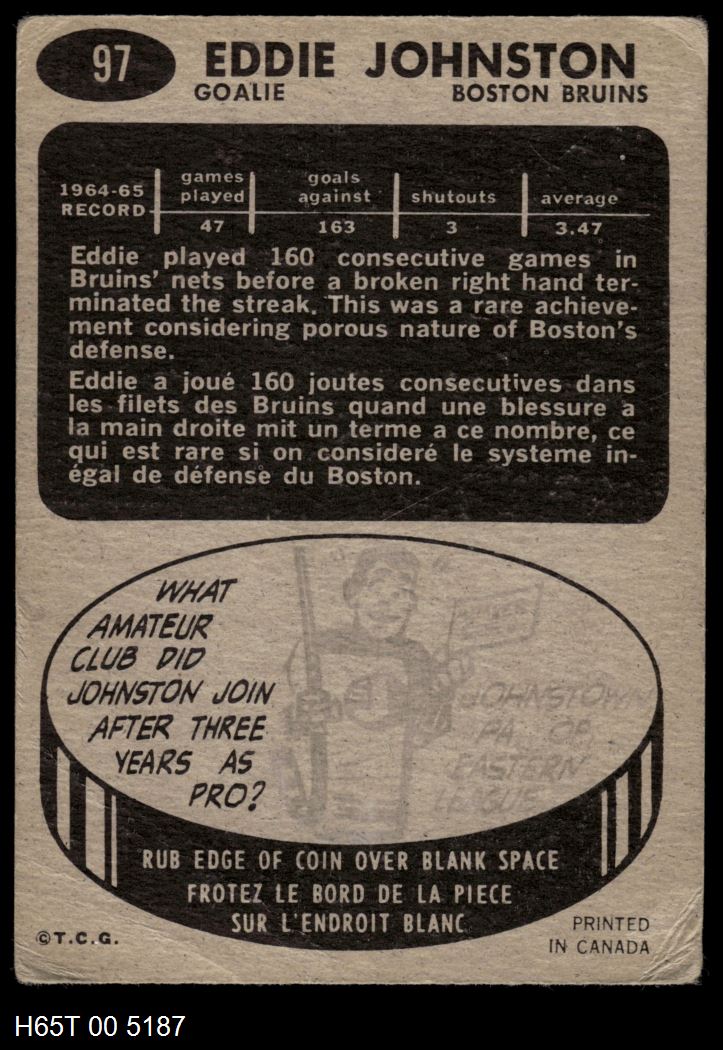 97 EDDIE JOHNSTON
GOALIE BOSTON BRUINS
1964-65 RECORD games played goals against shutouts average
47 163 3 3.47
Eddie played 160 consecutive games in
Bruins' nets before a broken right hand ter-
minated the streak. This was a rare achieve-
ment considering porous nature of Boston's
defense.
Eddie a joué 160 joutes consecutives dans
les filets des Bruins quand une blessure a
la main droite mit un terme a ce nombre, ce
qui est rare si on consideré le systeme in-
égal de défense du Boston.
WHAT
AMATEUR
CLUB DID
JOHNSTON JOIN
AFTER THREE
YEARS AS
PRO?
JOHNSTOWN
PA. OF
EASTERN
LEAGUE
RUB EDGE OF COIN OVER BLANK SPACE
FROTEZ LE BORD DE LA PIECE
SUR L'ENDROIT BLANC
©T.C.G.
PRINTED
IN CANADA
H65T 00 5187